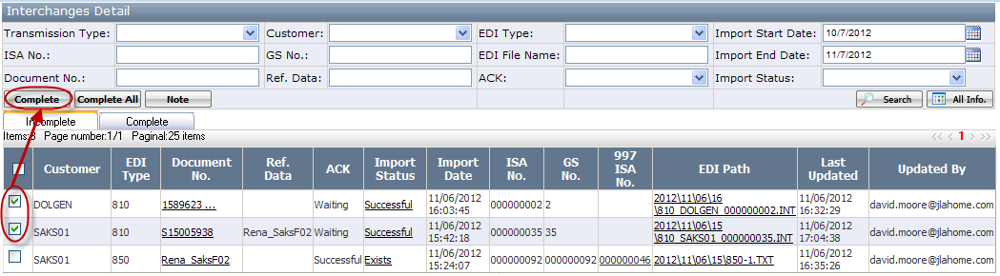 Interchanges Detail
Transmission Type: Customer: EDI Type: Import Start Date: 10/7/2012
ISA No.: GS No.: EDI File Name: Import End Date: 11/7/2012
Document No.: Ref. Data: ACK: Import Status:
Complete Complete All Note Search All Info.
Incomplete Complete
Items:3 Page number:1/1 Paginal:25 items << < 1 > >>
Customer EDI Type Document No. Ref. Data ACK Import Status Import Date ISA No. GS No. 997 ISA No. EDI Path Last Updated Updated By
DOLGEN 810 1589623 ... Waiting Successful 11/06/2012 16:03:45 000000002 2 2012\11\06\16\810_DOLGEN_000000002.INT 11/06/2012 16:32:29 david.moore@jlahome.com
SAKS01 810 S15005938 Rena_SaksF02 Waiting Successful 11/06/2012 15:42:18 000000035 35 2012\11\06\15\810_SAKS01_000000035.INT 11/06/2012 17:04:38 david.moore@jlahome.com
SAKS01 850 Rena_SaksF02 Successful Exists 11/06/2012 15:24:07 000000092 000000092 000000046 2012\11\06\15\850-1.TXT 11/06/2012 16:35:26 david.moore@jlahome.com